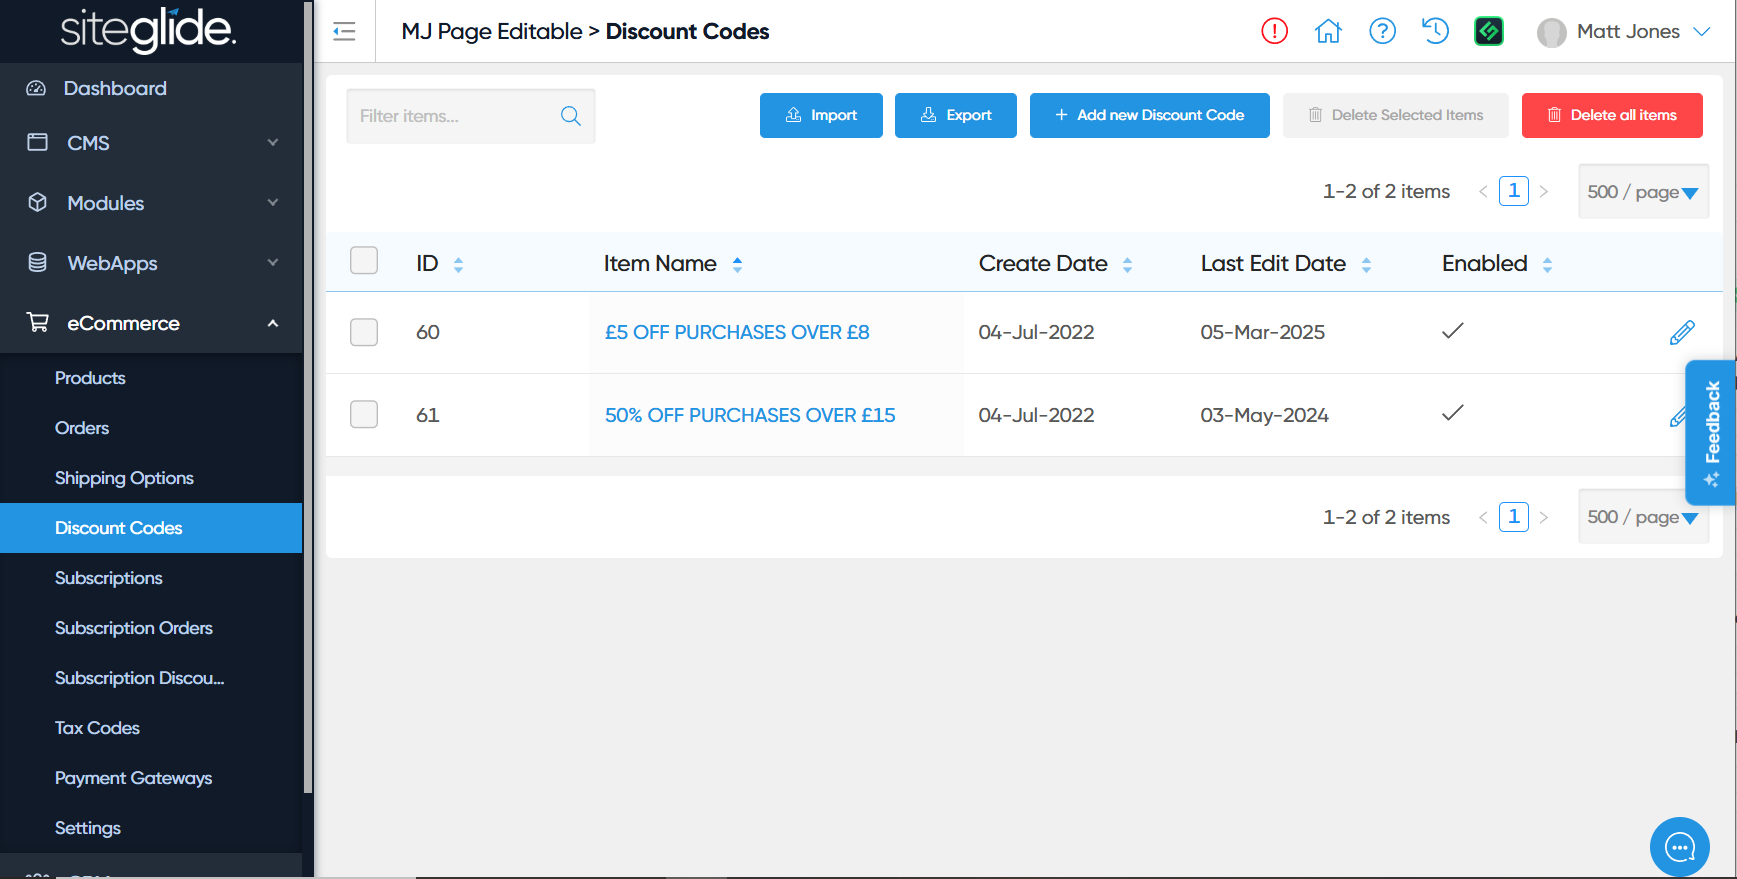 siteglide.
MJ Page Editable > Discount Codes
Matt Jones
Dashboard
CMS
Modules
WebApps
eCommerce
Products
Orders
Shipping Options
Discount Codes
Subscriptions
Subscription Orders
Subscription Discou...
Tax Codes
Payment Gateways
Settings
Filter items...
Import
Export
+ Add new Discount Code
Delete Selected Items
Delete all items
1-2 of 2 items < 1 > 500 / page
ID Item Name Create Date Last Edit Date Enabled
60 £5 OFF PURCHASES OVER £8 04-Jul-2022 05-Mar-2025
61 50% OFF PURCHASES OVER £15 04-Jul-2022 03-May-2024
Feedback
1-2 of 2 items < 1 > 500 / page